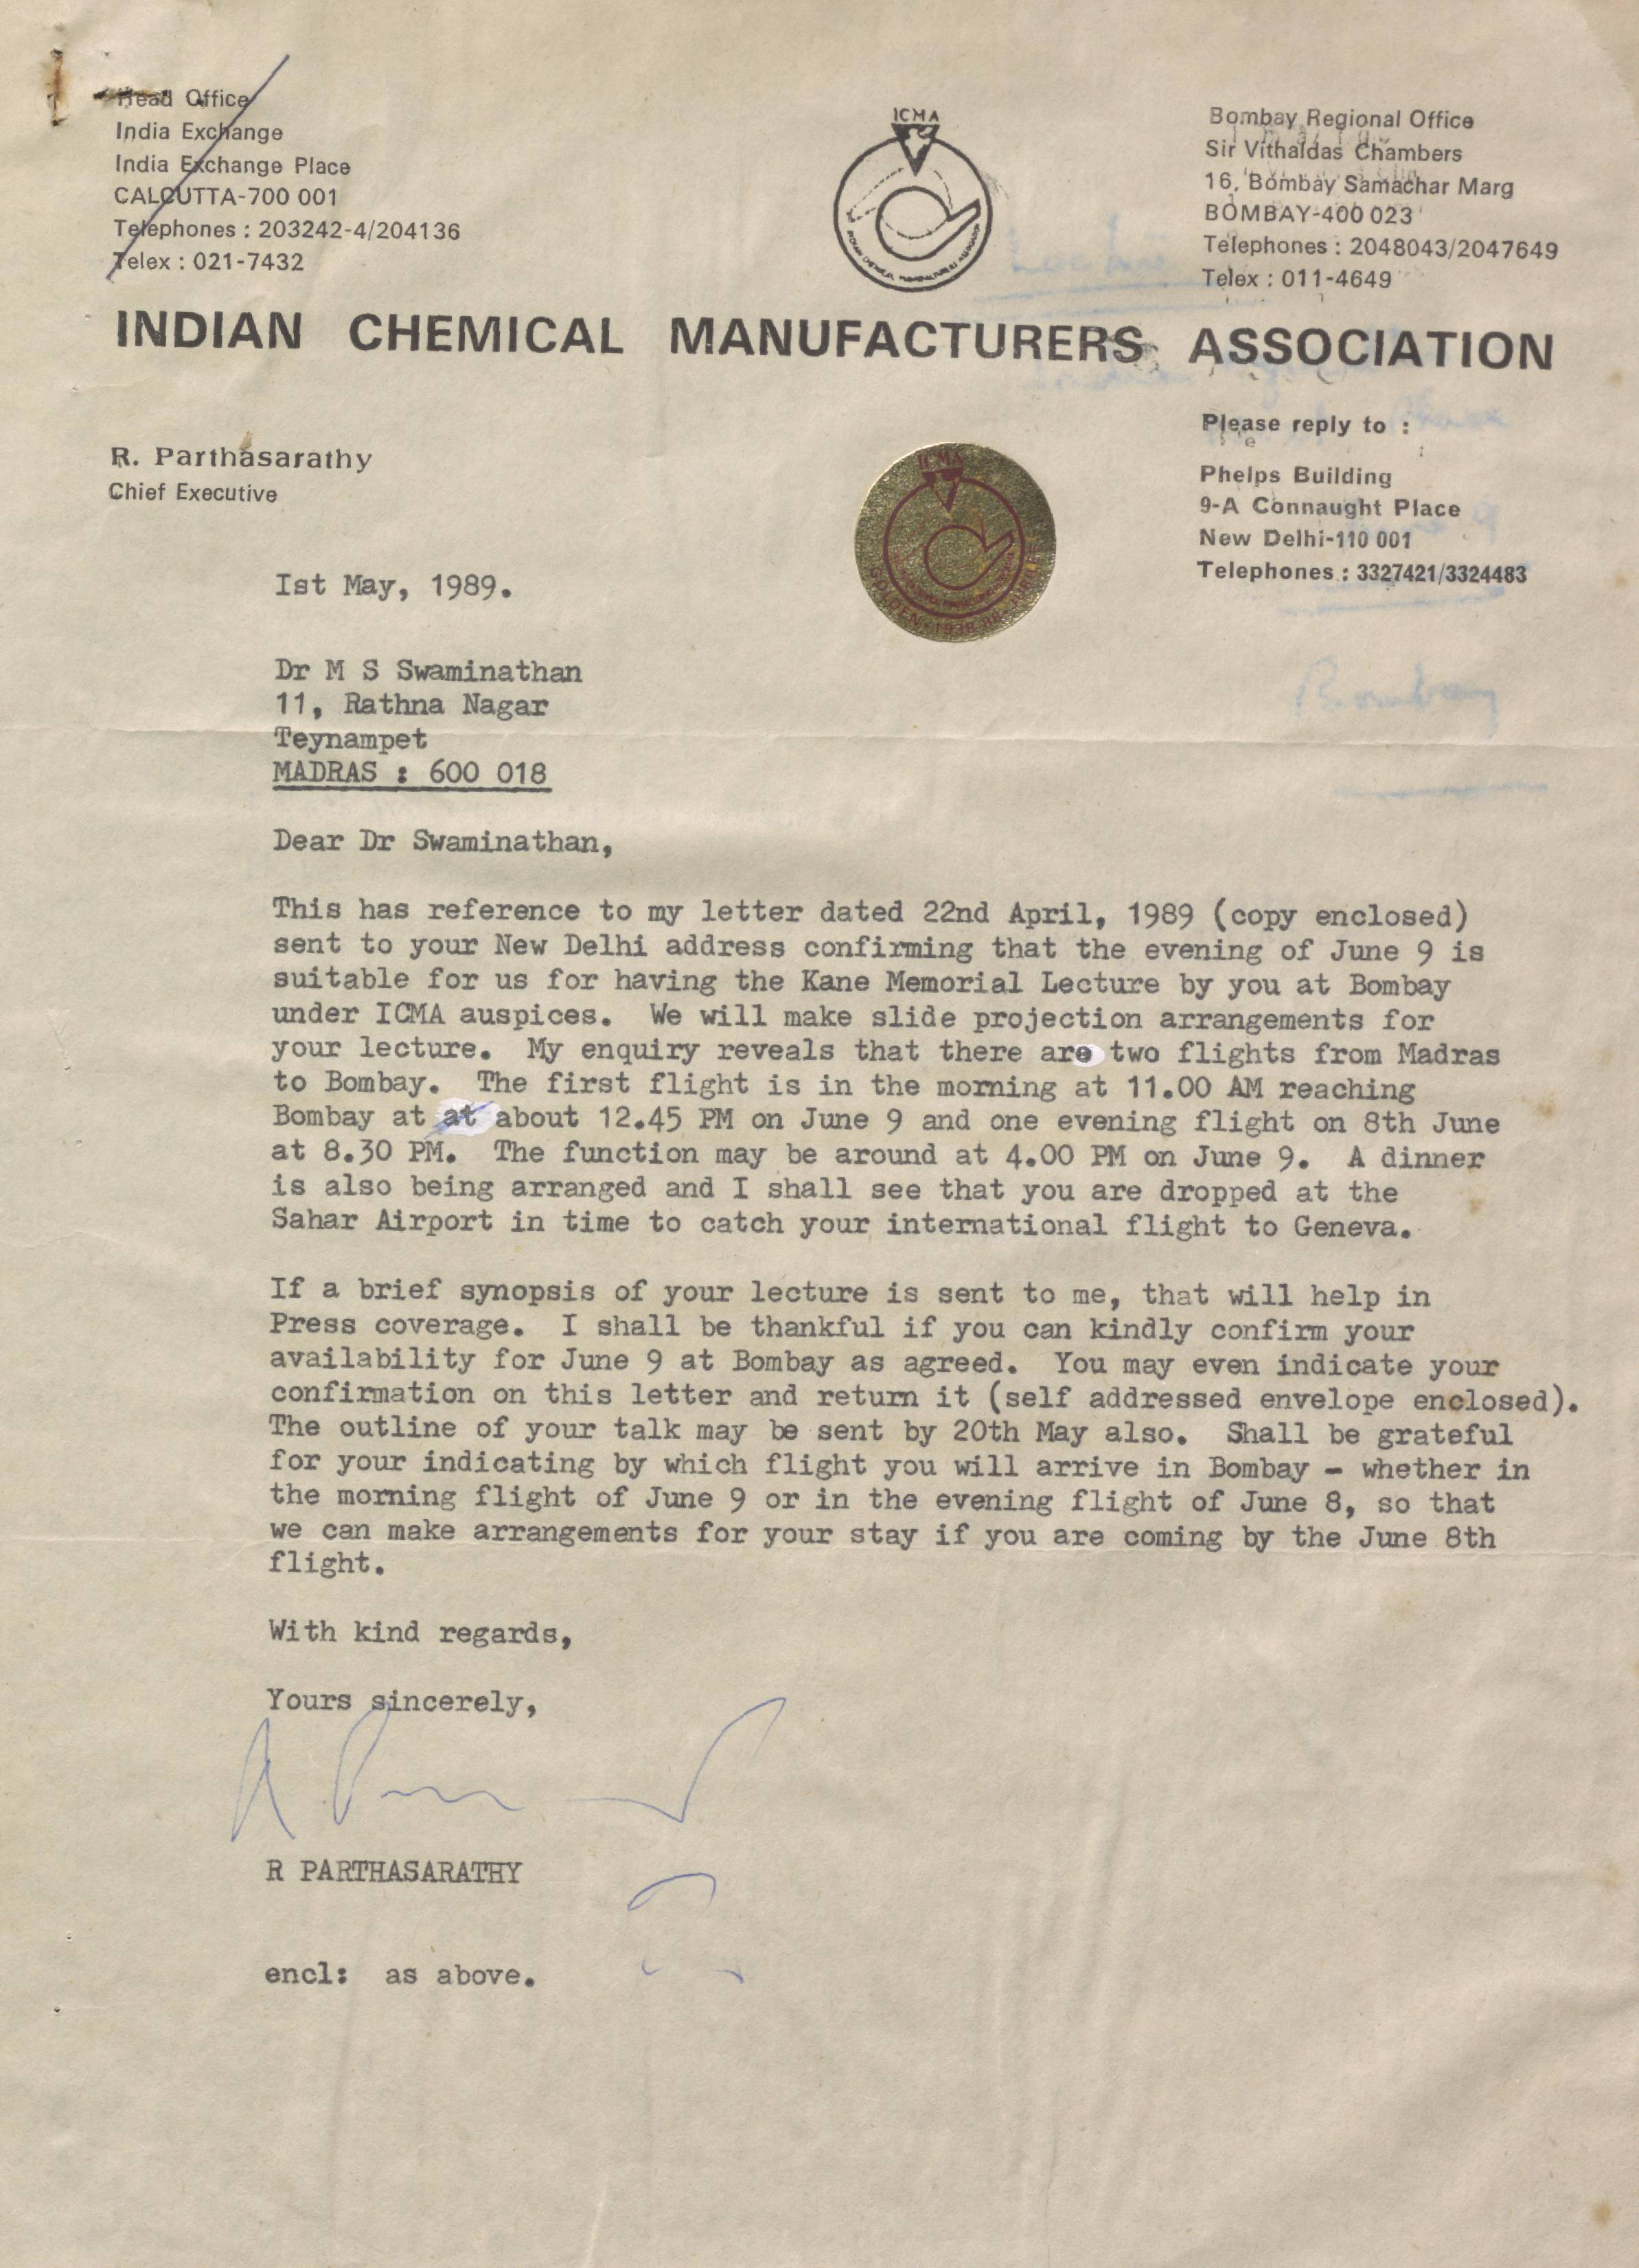 Head Office
India Exchange
India Exchange Place
CALCUTTA-700 001
Telephones : 203242-4/204136
Telex : 021-7432
ICMA
Bombay Regional Office
Sir Vithaldas Chambers
16, Bombay Samachar Marg
BOMBAY-400 023
Telephones : 2048043/2047649
Telex : 011-4649
INDIAN CHEMICAL MANUFACTURERS ASSOCIATION
R. Parthasarathy
Chief Executive
ICMA
GOLDEN 1938-88 JUBILEE
Please reply to :
Phelps Building
9-A Connaught Place
New Delhi-110 001
Telephones : 3327421/3324483
Ist May, 1989.
Dr M S Swaminathan
11, Rathna Nagar
Teynampet
MADRAS : 600 018
Bombay
Dear Dr Swaminathan,
This has reference to my letter dated 22nd April, 1989 (copy enclosed)
sent to your New Delhi address confirming that the evening of June 9 is
suitable for us for having the Kane Memorial Lecture by you at Bombay
under ICMA auspices. We will make slide projection arrangements for
your lecture. My enquiry reveals that there are two flights from Madras
to Bombay. The first flight is in the morning at 11.00 AM reaching
Bombay at at about 12.45 PM on June 9 and one evening flight on 8th June
at 8.30 PM. The function may be around at 4.00 PM on June 9. A dinner
is also being arranged and I shall see that you are dropped at the
Sahar Airport in time to catch your international flight to Geneva.
If a brief synopsis of your lecture is sent to me, that will help in
Press coverage. I shall be thankful if you can kindly confirm your
availability for June 9 at Bombay as agreed. You may even indicate your
confirmation on this letter and return it (self addressed envelope enclosed).
The outline of your talk may be sent by 20th May also. Shall be grateful
for your indicating by which flight you will arrive in Bombay - whether in
the morning flight of June 9 or in the evening flight of June 8, so that
we can make arrangements for your stay if you are coming by the June 8th
flight.
With kind regards,
Yours sincerely,
R PARTHASARATHY
encl: as above.